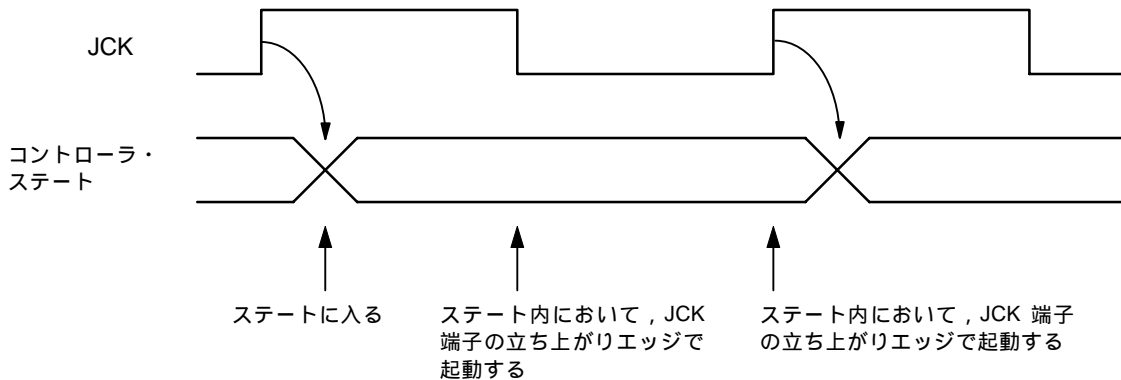 JCK
コントローラ・
ステート
ステートに入る
ステート内において，JCK
端子の立ち上がりエッジで
起動する
ステート内において，JCK 端子
の立ち上がりエッジで起動する